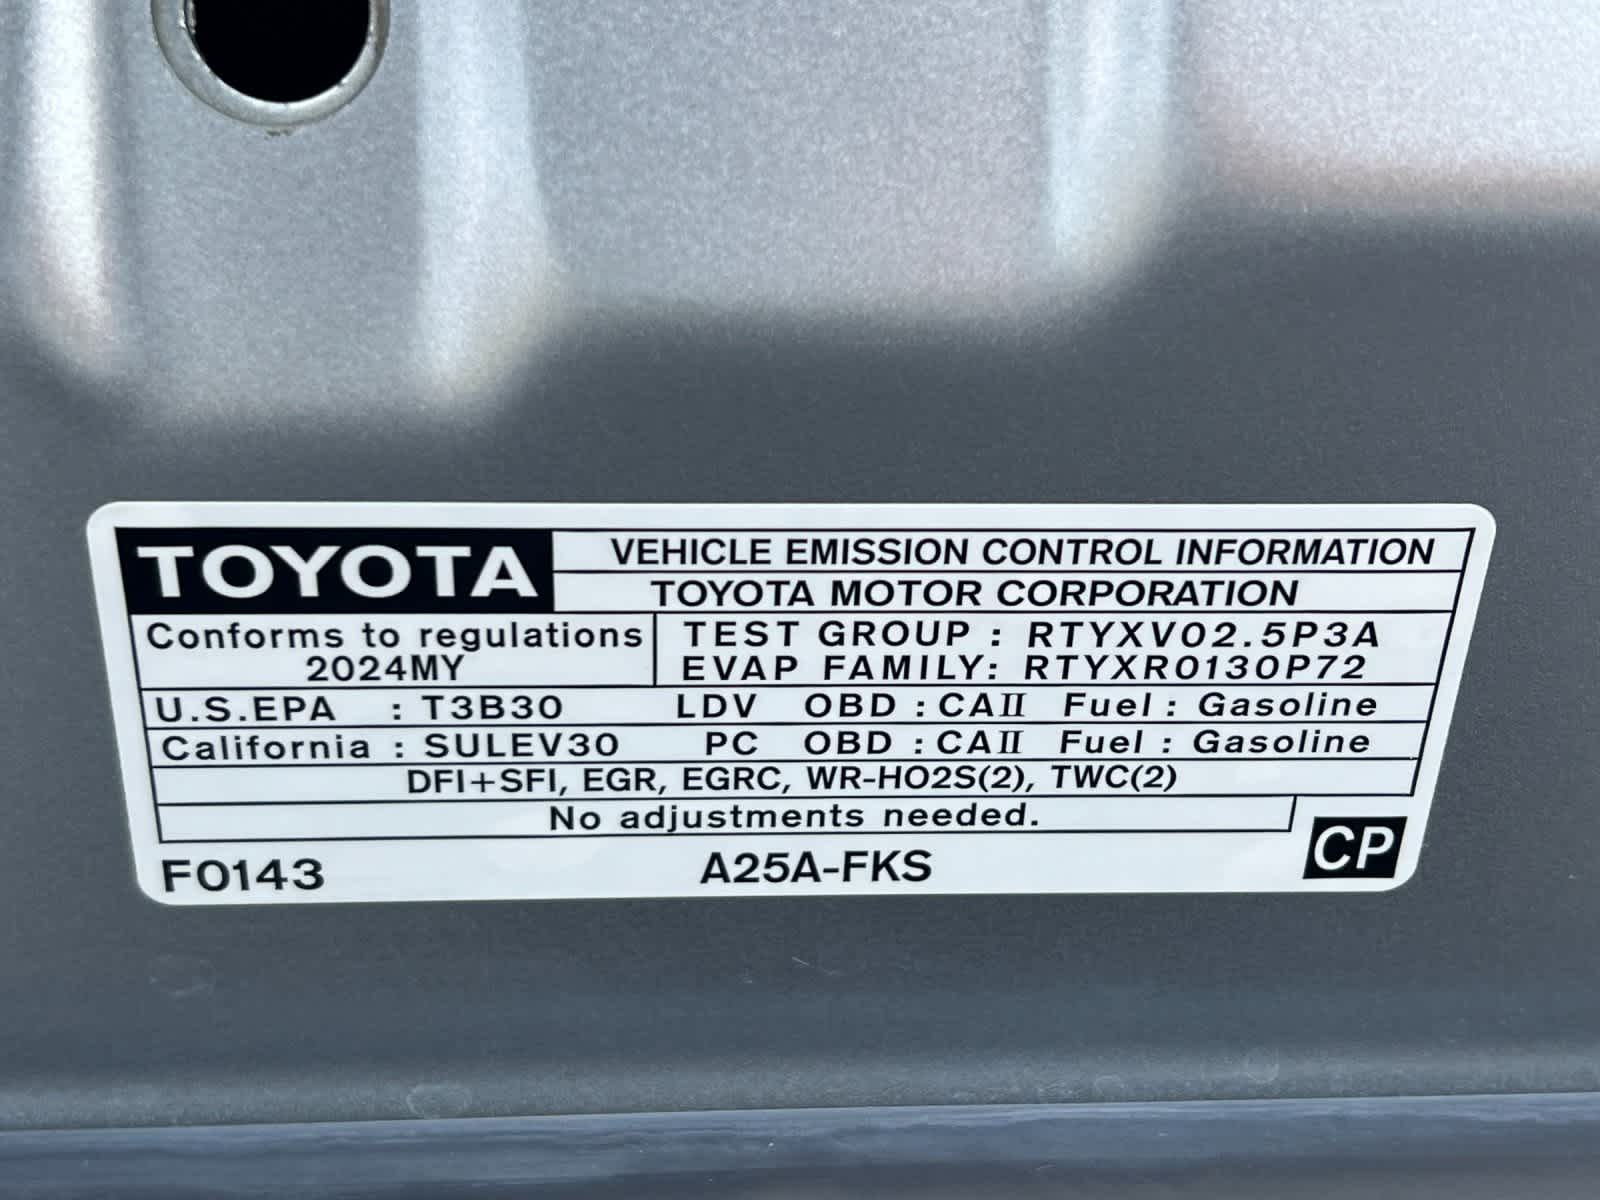 TOYOTA
VEHICLE EMISSION CONTROL INFORMATION
TOYOTA MOTOR CORPORATION
Conforms to regulations
2024MY
TEST GROUP : RTYXV02.5P3A
EVAP FAMILY: RTYXR0130P72
U.S.EPA : T3B30 LDV OBD : CAⅡ Fuel : Gasoline
California : SULEV30 PC OBD : CAⅡ Fuel : Gasoline
DFI+SFI, EGR, EGRC, WR-HO2S(2), TWC(2)
No adjustments needed.
F0143 A25A-FKS CP